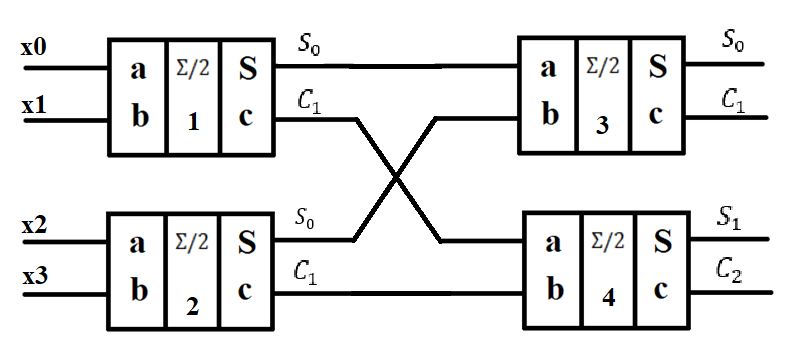 x0
x1
a Σ/2 S
b 1 c
S₀
C₁
a Σ/2 S
b 3 c
S₀
C₁
x2
x3
a Σ/2 S
b 2 c
S₀
C₁
a Σ/2 S
b 4 c
S₁
C₂